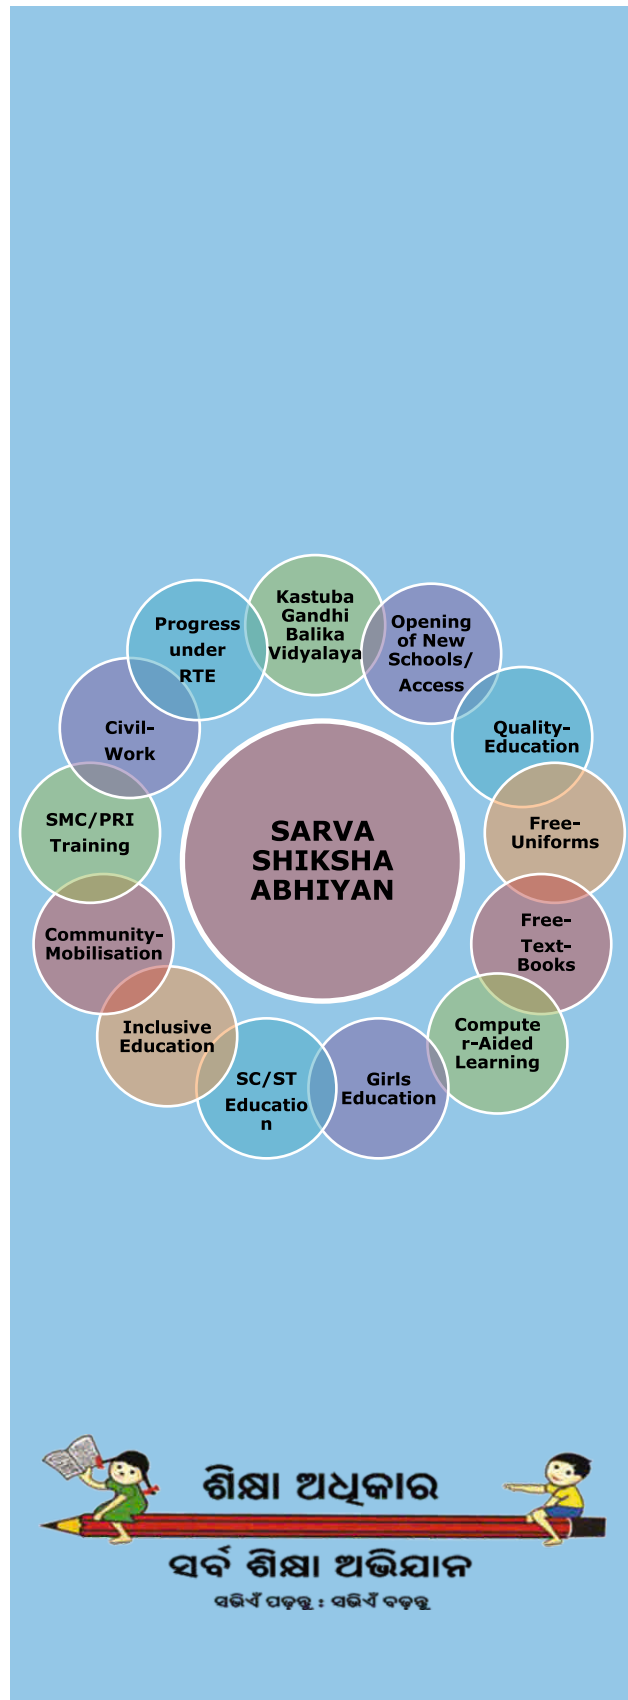 Kastuba
Gandhi
Balika
Vidyalaya
Opening
of New
Schools/
Access
Quality-
Education
Free-
Uniforms
Free-
Text-
Books
Compute
r-Aided
Learning
Girls
Education
SC/ST
Educatio
n
Inclusive
Education
Community-
Mobilisation
SMC/PRI
Training
Civil-
Work
Progress
under
RTE
SARVA
SHIKSHA
ABHIYAN
ଶିକ୍ଷା ଅଧିକାର
ସର୍ବ ଶିକ୍ଷା ଅଭିଯାନ
ସଭିଏଁ ପଢ଼ନ୍ତୁ : ସଭିଏଁ ବଢ଼ନ୍ତୁ